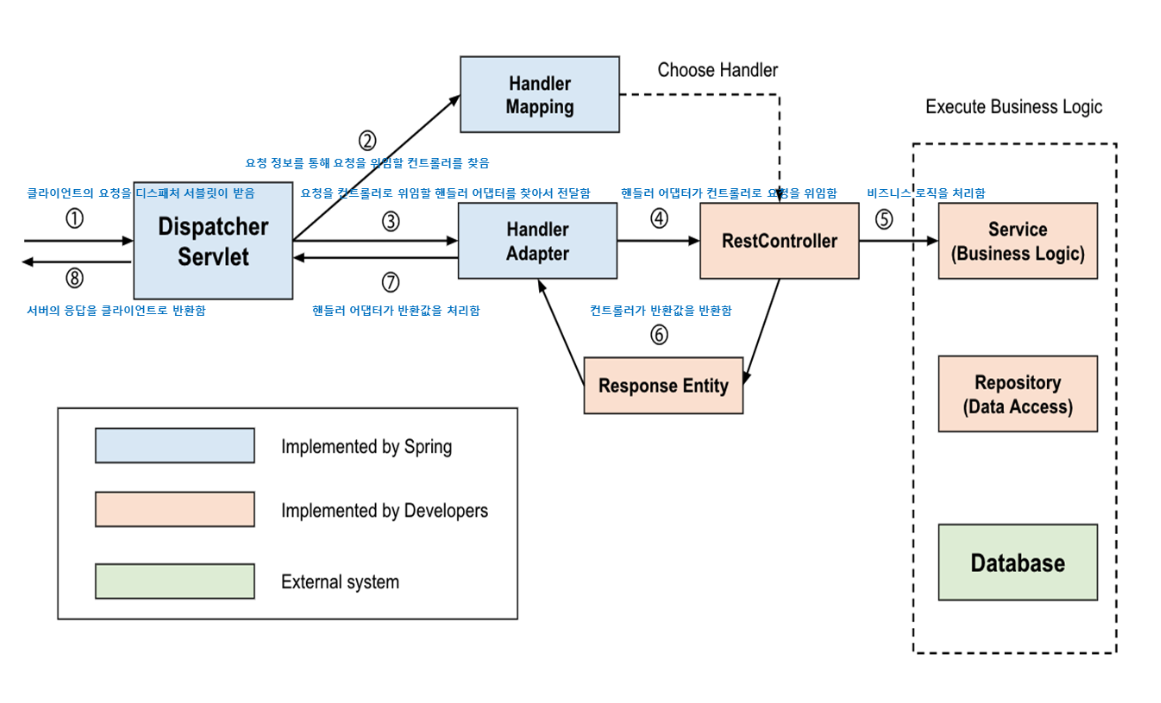 Handler
Mapping
Choose Handler
Execute Business Logic
②
요청 정보를 통해 요청을 위임할 컨트롤러를 찾음
클라이언트의 요청을 디스패처 서블릿이 받음
요청을 컨트롤러로 위임할 핸들러 어댑터를 찾아서 전달함
핸들러 어댑터가 컨트롤러로 요청을 위임함
비즈니스 로직을 처리함
①
Dispatcher
Servlet
③
Handler
Adapter
④
RestController
⑤
Service
(Business Logic)
⑧
⑦
서버의 응답을 클라이언트로 반환함
핸들러 어댑터가 반환값을 처리함
컨트롤러가 반환값을 반환함
⑥
Response Entity
Repository
(Data Access)
Implemented by Spring
Implemented by Developers
External system
Database